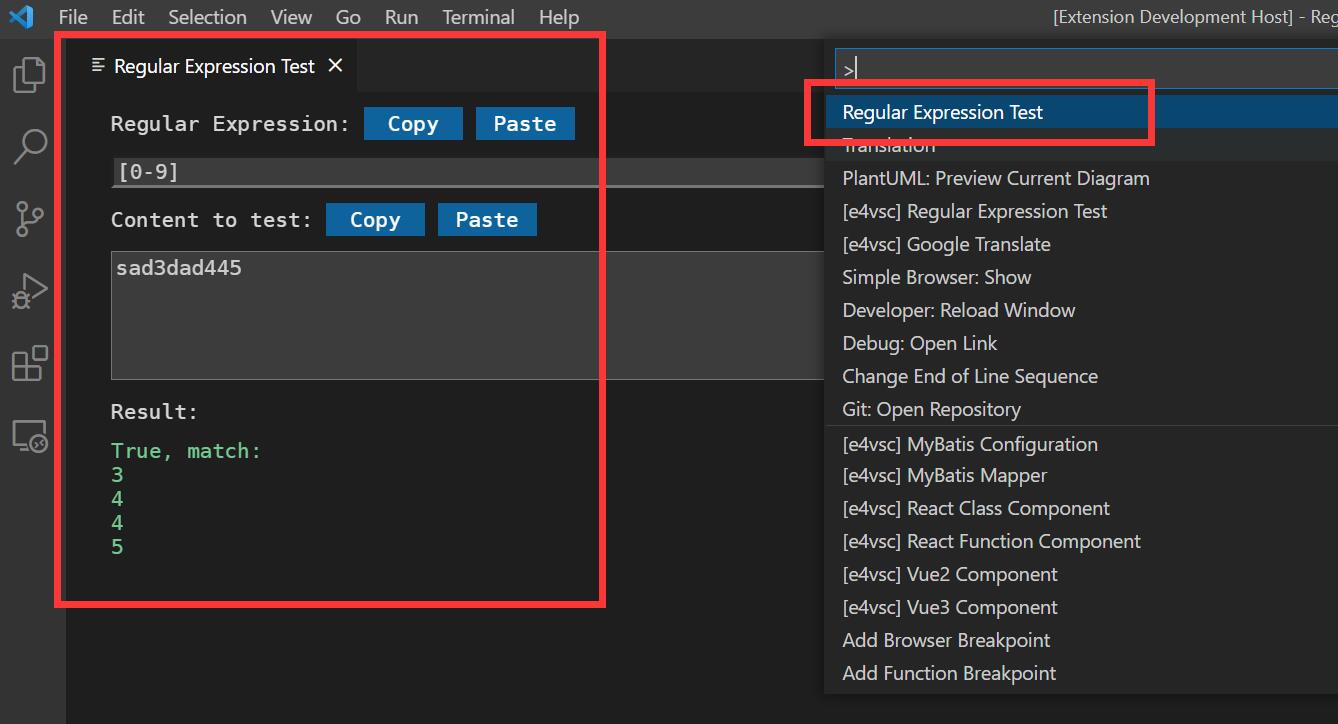 File Edit Selection View Go Run Terminal Help [Extension Development Host] - Reg
Regular Expression Test
Regular Expression: Copy Paste
[0-9]
Content to test: Copy Paste
sad3dad445
Result:
True, match:
3
4
4
5
>
Regular Expression Test
Translation
PlantUML: Preview Current Diagram
[e4vsc] Regular Expression Test
[e4vsc] Google Translate
Simple Browser: Show
Developer: Reload Window
Debug: Open Link
Change End of Line Sequence
Git: Open Repository
[e4vsc] MyBatis Configuration
[e4vsc] MyBatis Mapper
[e4vsc] React Class Component
[e4vsc] React Function Component
[e4vsc] Vue2 Component
[e4vsc] Vue3 Component
Add Browser Breakpoint
Add Function Breakpoint